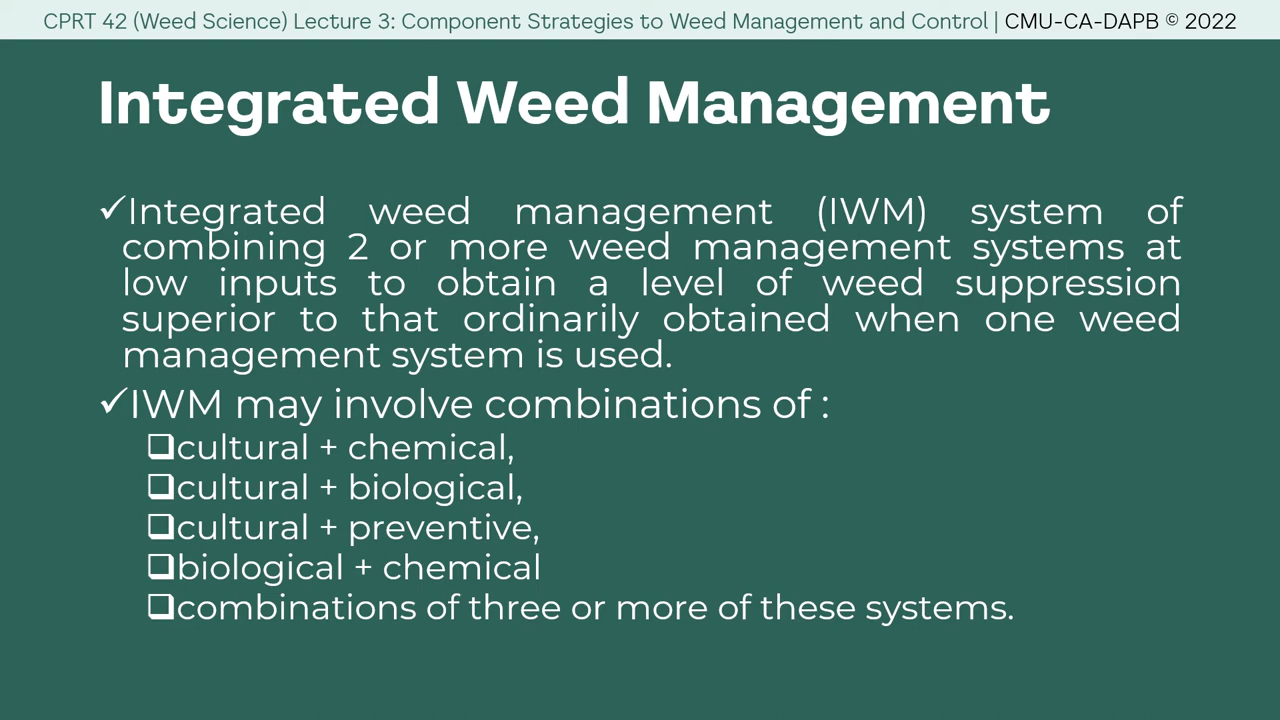 CPRT 42 (Weed Science) Lecture 3: Component Strategies to Weed Management and Control | CMU-CA-DAPB © 2022
Integrated Weed Management
✓Integrated weed management (IWM) system of
combining 2 or more weed management systems at
low inputs to obtain a level of weed suppression
superior to that ordinarily obtained when one weed
management system is used.
✓IWM may involve combinations of :
❑cultural + chemical,
❑cultural + biological,
❑cultural + preventive,
❑biological + chemical
❑combinations of three or more of these systems.